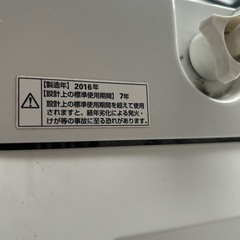 【製造年】2016年
【設計上の標準使用期間】7年
設計上の標準使用期間を超えて使用
されますと、経年劣化による発火・
けが等の事故に至る恐れがあります。